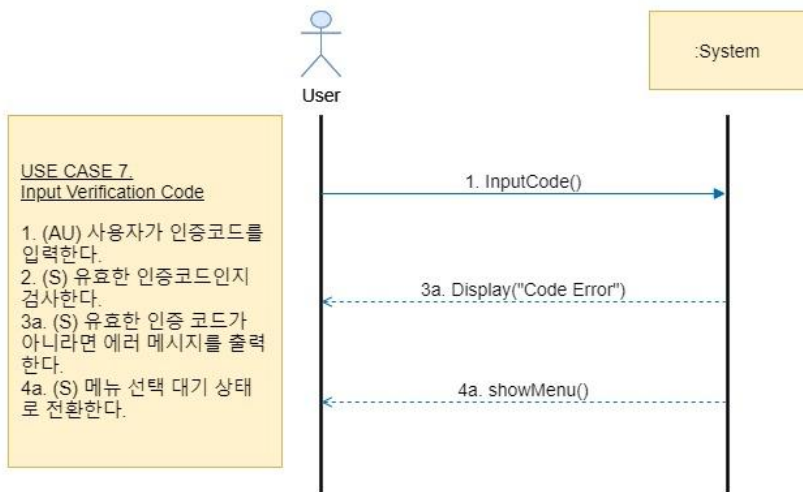 User
:System
USE CASE 7.
Input Verification Code
1. (AU) 사용자가 인증코드를
입력한다.
2. (S) 유효한 인증코드인지
검사한다.
3a. (S) 유효한 인증 코드가
아니라면 에러 메시지를 출력
한다.
4a. (S) 메뉴 선택 대기 상태
로 전환한다.
1. InputCode()
3a. Display("Code Error")
4a. showMenu()